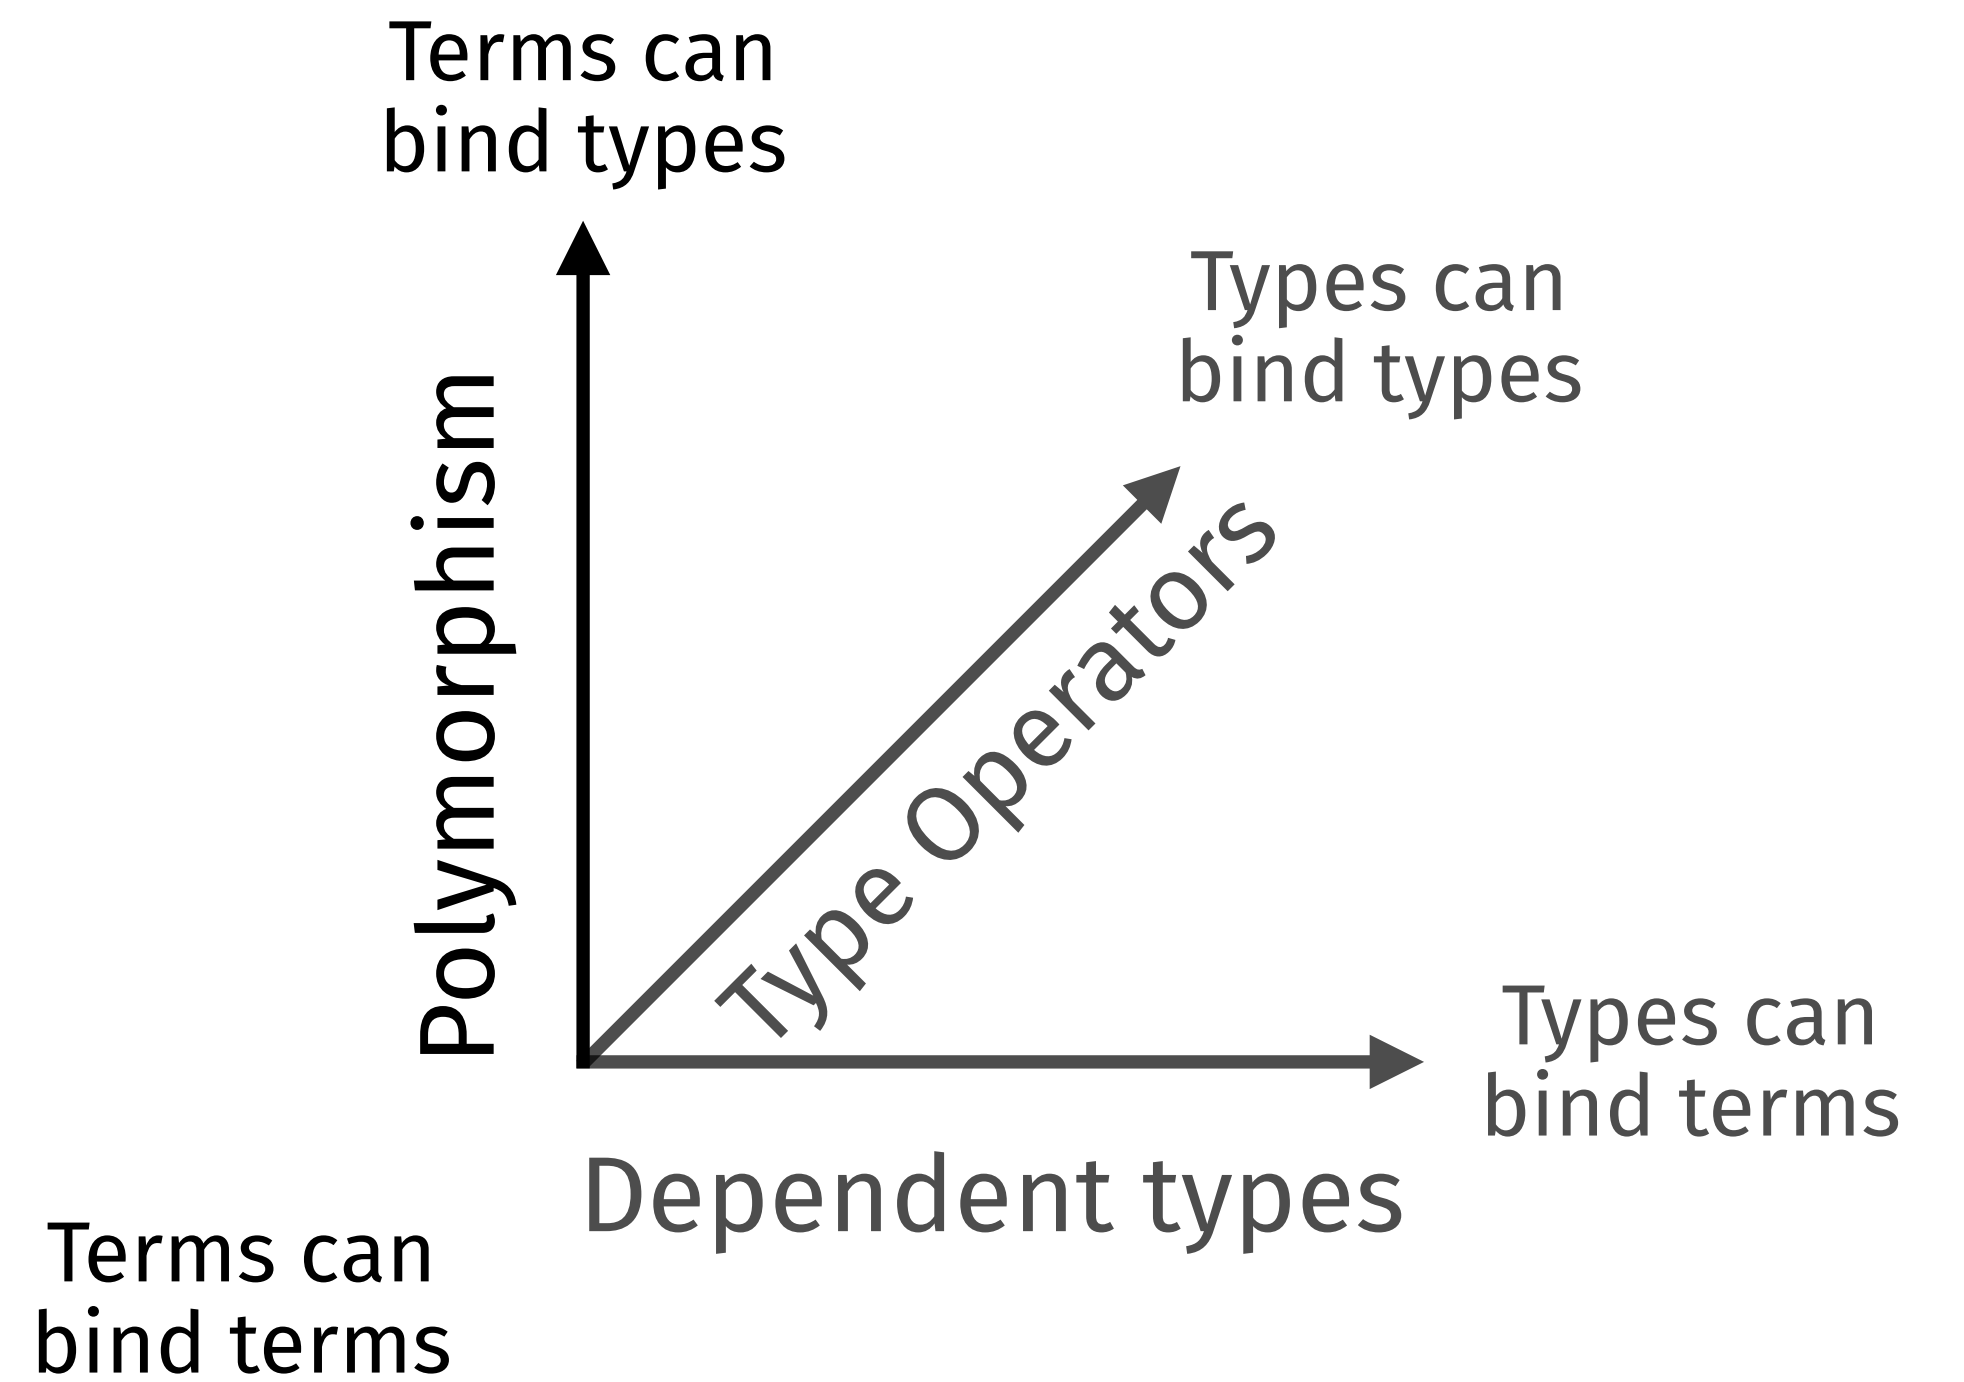 Terms can
bind types
Types can
bind types
Polymorphism
Type Operators
Types can
bind terms
Dependent types
Terms can
bind terms